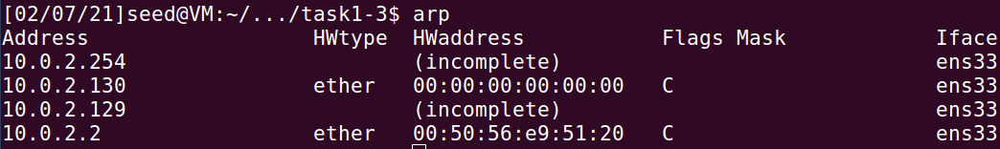 [02/07/21]seed@VM:~/.../task1-3$ arp
Address                  HWtype  HWaddress           Flags Mask            Iface
10.0.2.254                       (incomplete)                              ens33
10.0.2.130               ether   00:00:00:00:00:00   C                     ens33
10.0.2.129                       (incomplete)                              ens33
10.0.2.2                 ether   00:50:56:e9:51:20   C                     ens33